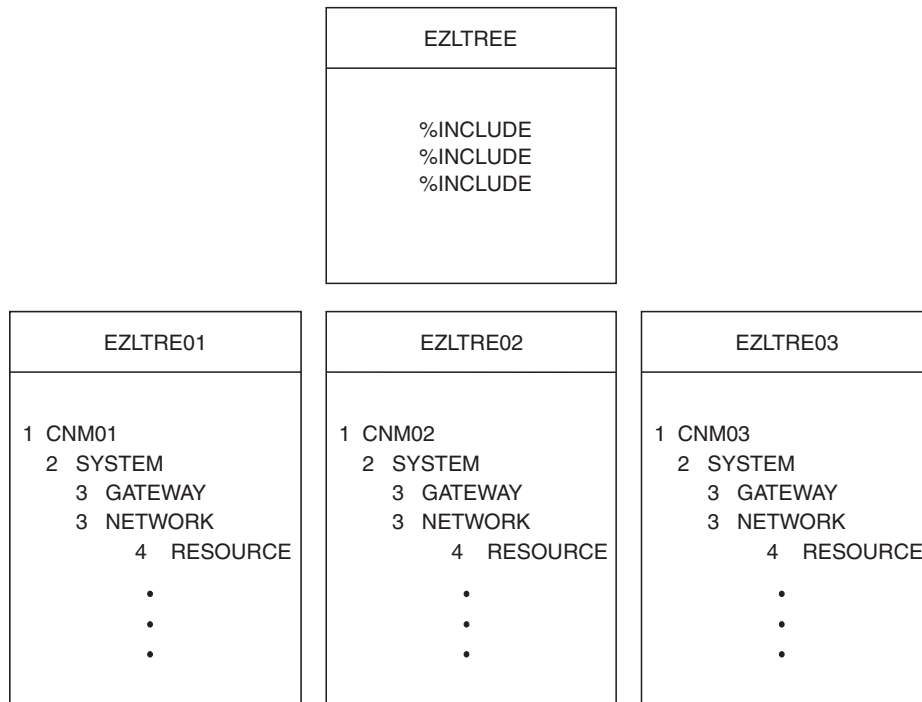 EZLTREE
%INCLUDE
%INCLUDE
%INCLUDE
EZLTRE01
1 CNM01
2 SYSTEM
3 GATEWAY
3 NETWORK
4 RESOURCE
EZLTRE02
1 CNM02
2 SYSTEM
3 GATEWAY
3 NETWORK
4 RESOURCE
EZLTRE03
1 CNM03
2 SYSTEM
3 GATEWAY
3 NETWORK
4 RESOURCE